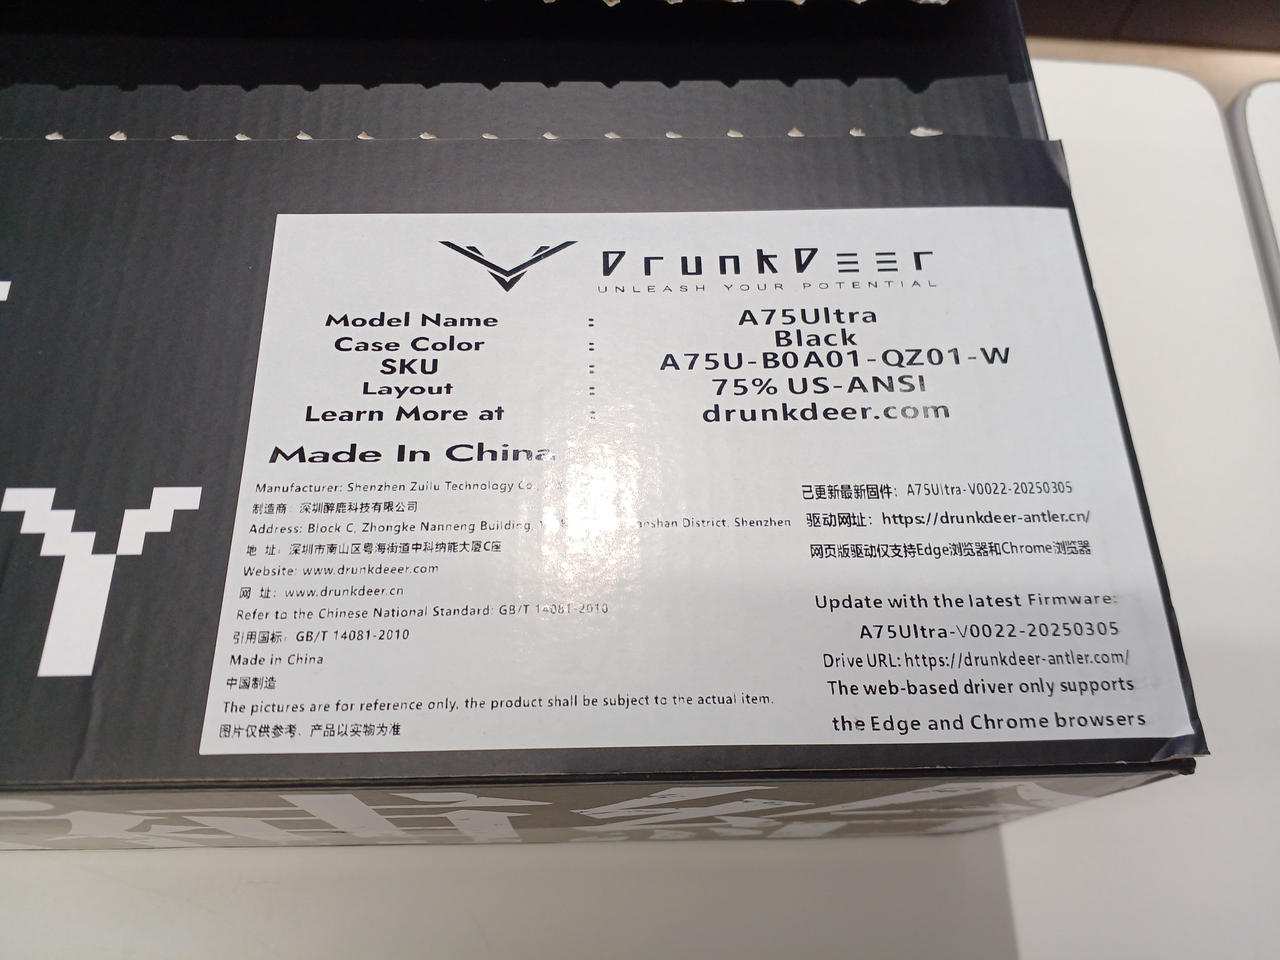 DrunkDeer
UNLEASH YOUR POTENTIAL
Model Name : A75Ultra
Case Color : Black
SKU : A75U-B0A01-QZ01-W
Layout : 75% US-ANSI
Learn More at : drunkdeer.com
Made In China
Manufacturer: Shenzhen Zuilu Technology Co.,
制造商: 深圳醉鹿科技有限公司
Address: Block C, Zhongke Nanneng Building, District, Shenzhen
地 址: 深圳市南山区粤海街道中科纳能大厦C座
Website: www.drunkdeeer.com
网 址: www.drunkdeer.cn
Refer to the Chinese National Standard: GB/T 14081-2010
引用国标: GB/T 14081-2010
Made in China
中国制造
The pictures are for reference only, the product shall be subject to the actual item.
图片仅供参考、产品以实物为准
已更新最新固件: A75Ultra-V0022-20250305
驱动网址: https://drunkdeer-antler.cn/
网页版驱动仅支持Edge浏览器和Chrome浏览器
Update with the latest Firmware:
A75Ultra-V0022-20250305
Drive URL: https://drunkdeer-antler.com/
The web-based driver only supports
the Edge and Chrome browsers
Y